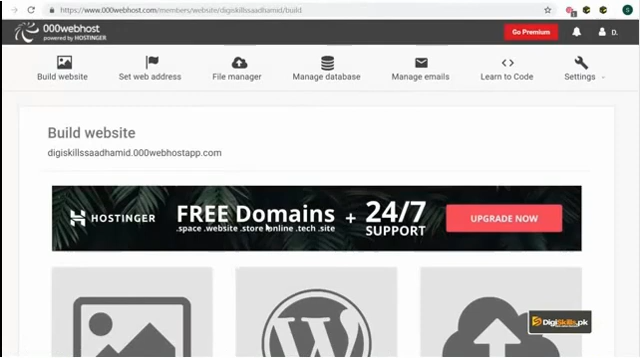 https://www.000webhost.com/members/website/digiskillssaadhamid/build
000webhost
powered by HOSTINGER
Go Premium
D.
S
Build website
Set web address
File manager
Manage database
Manage emails
Learn to Code
Settings
Build website
digiskillssaadhamid.000webhostapp.com
HOSTINGER
FREE Domains
.space .website .store .online .tech .site
+ 24/7
SUPPORT
UPGRADE NOW
DigiSkills.pk